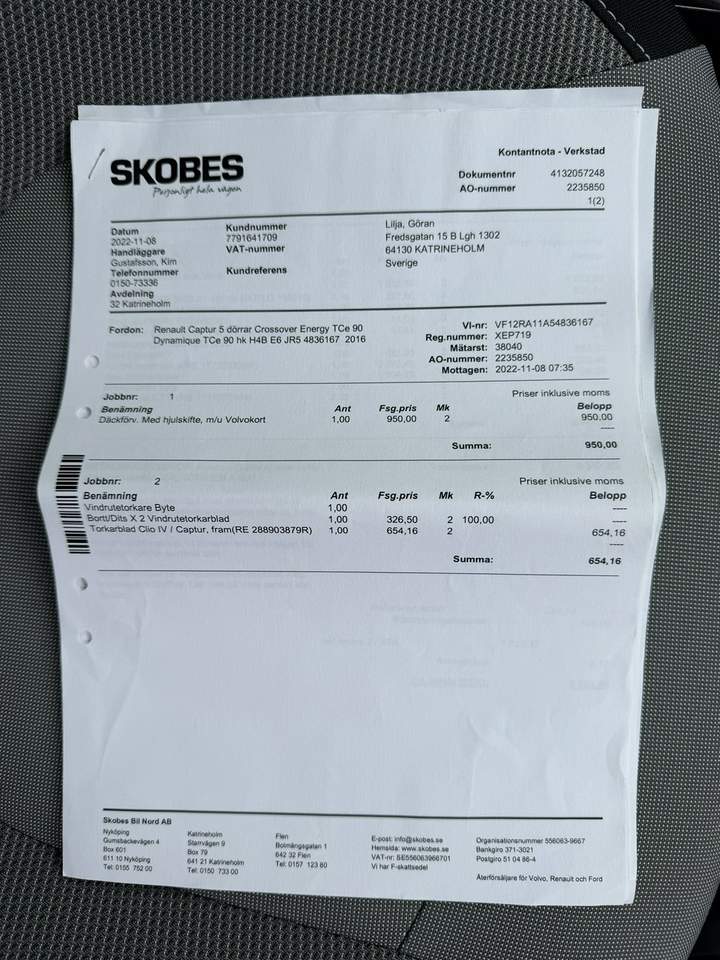 SKOBES
Personligt hela vägen
Kontantnota - Verkstad
Dokumentnr 4132057248
AO-nummer 2235850
1(2)
Datum
2022-11-08
Handläggare
Gustafsson, Kim
Telefonnummer
0150-73336
Avdelning
32 Katrineholm
Kundnummer
7791641709
VAT-nummer
Kundreferens
Lilja, Göran
Fredsgatan 15 B Lgh 1302
64130 KATRINEHOLM
Sverige
Fordon: Renault Captur 5 dörrar Crossover Energy TCe 90
Dynamique TCe 90 hk H4B E6 JR5 4836167 2016
VI-nr: VF12RA11A54836167
Reg.nummer: XEP719
Mätarst: 38040
AO-nummer: 2235850
Mottagen: 2022-11-08 07:35
Jobbnr: 1 Priser inklusive moms
Benämning Ant Fsg.pris Mk Belopp
Däckförv. Med hjulskifte, m/u Volvokort 1,00 950,00 2 950,00
----
Summa: 950,00
Jobbnr: 2 Priser inklusive moms
Benämning Ant Fsg.pris Mk R-% Belopp
Vindrutetorkare Byte 1,00 ----
Bortt/Dits X 2 Vindrutetorkarblad 1,00 326,50 2 100,00 ----
Torkarblad Clio IV / Captur, fram(RE 288903879R) 1,00 654,16 2 654,16
----
Summa: 654,16
Skobes Bil Nord AB
Nyköping
Gumsbackevägen 4
Box 601
611 10 Nyköping
Tel: 0155 752 00
Katrineholm
Starrvägen 9
Box 79
641 21 Katrineholm
Tel: 0150 733 00
Flen
Bolmängsgatan 1
642 32 Flen
Tel: 0157 123 80
E-post: info@skobes.se
Hemsida: www.skobes.se
VAT-nr: SE556063966701
Vi har F-skattsedel
Organisationsnummer 556063-9667
Bankgiro 371-3021
Postgiro 51 04 86-4
Återförsäljare för Volvo, Renault och Ford